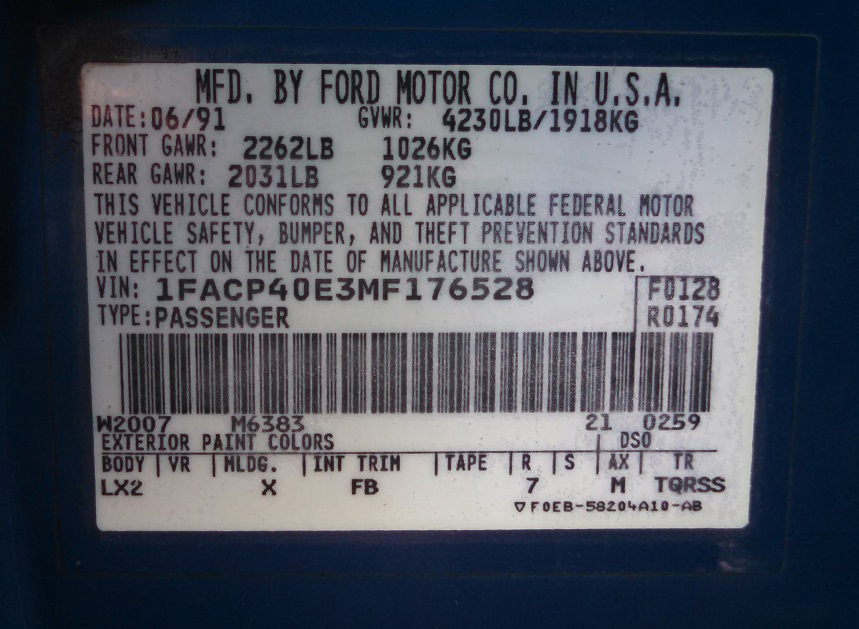 MFD. BY FORD MOTOR CO. IN U.S.A.
DATE:06/91 GVWR: 4230LB/1918KG
FRONT GAWR: 2262LB 1026KG
REAR GAWR: 2031LB 921KG
THIS VEHICLE CONFORMS TO ALL APPLICABLE FEDERAL MOTOR
VEHICLE SAFETY, BUMPER, AND THEFT PREVENTION STANDARDS
IN EFFECT ON THE DATE OF MANUFACTURE SHOWN ABOVE.
VIN: 1FACP40E3MF176528 F0128
TYPE:PASSENGER R0174
W2007 M6383 21 0259
EXTERIOR PAINT COLORS DSO
BODY VR MLDG. INT TRIM TAPE R S AX TR
LX2 X FB 7 M TQRSS
▽F0EB-58204A10-AB